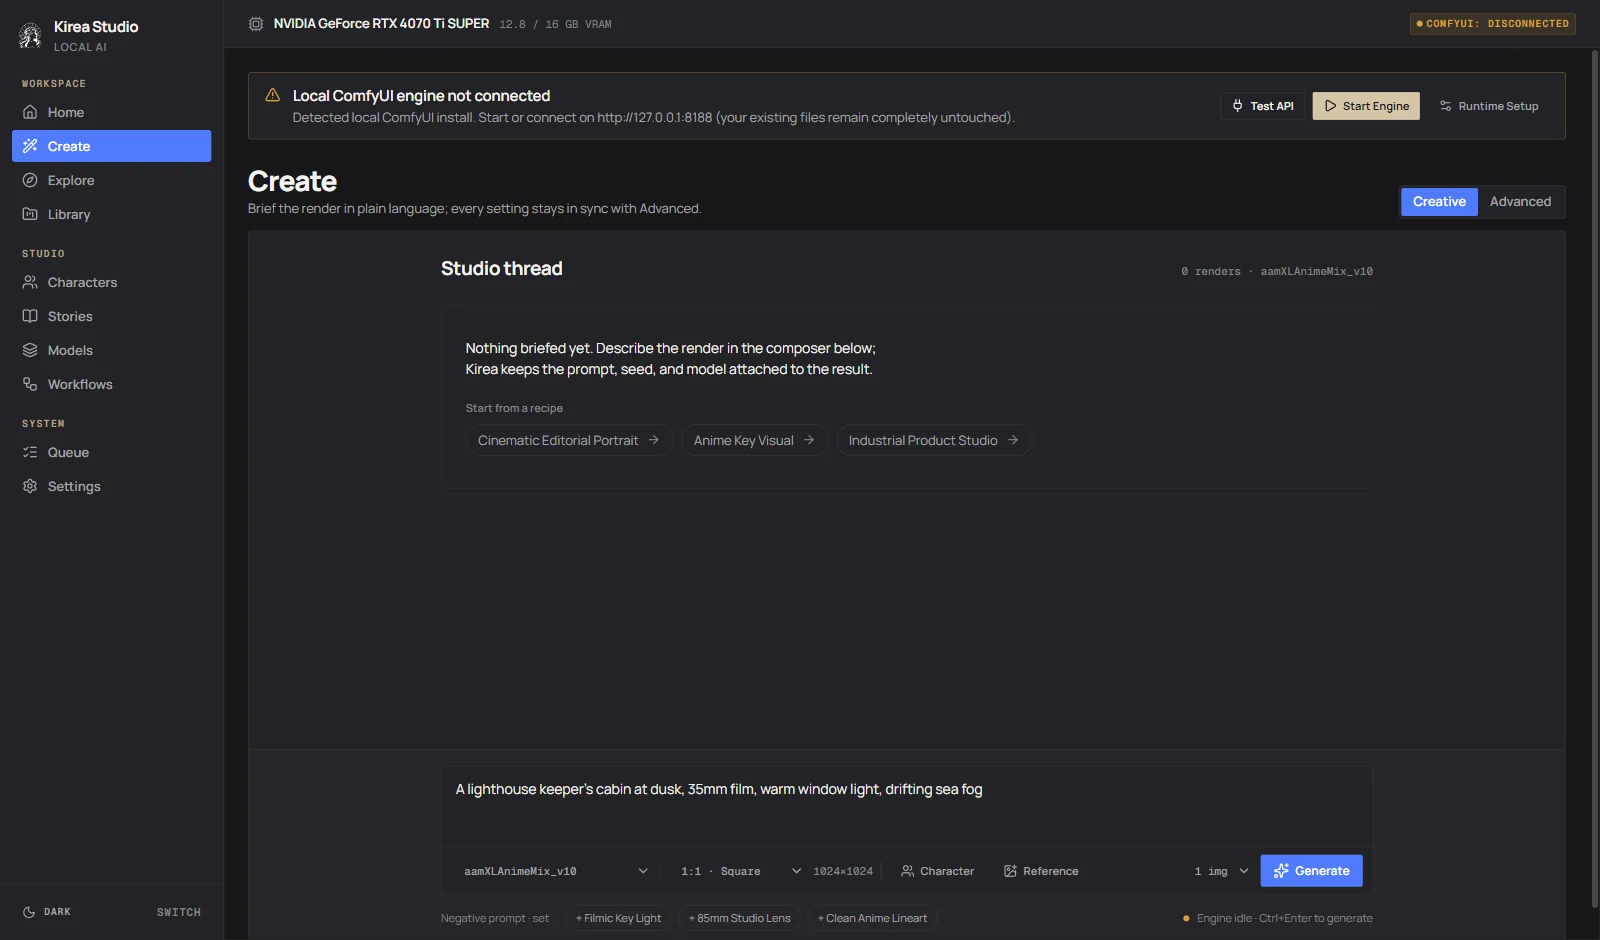 Kirea Studio
LOCAL AI
WORKSPACE
Home
Create
Explore
Library
STUDIO
Characters
Stories
Models
Workflows
SYSTEM
Queue
Settings
DARK
SWITCH
NVIDIA GeForce RTX 4070 Ti SUPER 12.8 / 16 GB VRAM
COMFYUI: DISCONNECTED
Local ComfyUI engine not connected
Detected local ComfyUI install. Start or connect on http://127.0.0.1:8188 (your existing files remain completely untouched).
Test API
Start Engine
Runtime Setup
Create
Brief the render in plain language; every setting stays in sync with Advanced.
Creative
Advanced
Studio thread
0 renders · aamXLAnimeMix_v10
Nothing briefed yet. Describe the render in the composer below;
Kirea keeps the prompt, seed, and model attached to the result.
Start from a recipe
Cinematic Editorial Portrait →
Anime Key Visual →
Industrial Product Studio →
A lighthouse keeper's cabin at dusk, 35mm film, warm window light, drifting sea fog
aamXLAnimeMix_v10
1:1 · Square
1024×1024
Character
Reference
1 img
Generate
Negative prompt · set
+ Filmic Key Light
+ 85mm Studio Lens
+ Clean Anime Lineart
Engine idle · Ctrl+Enter to generate